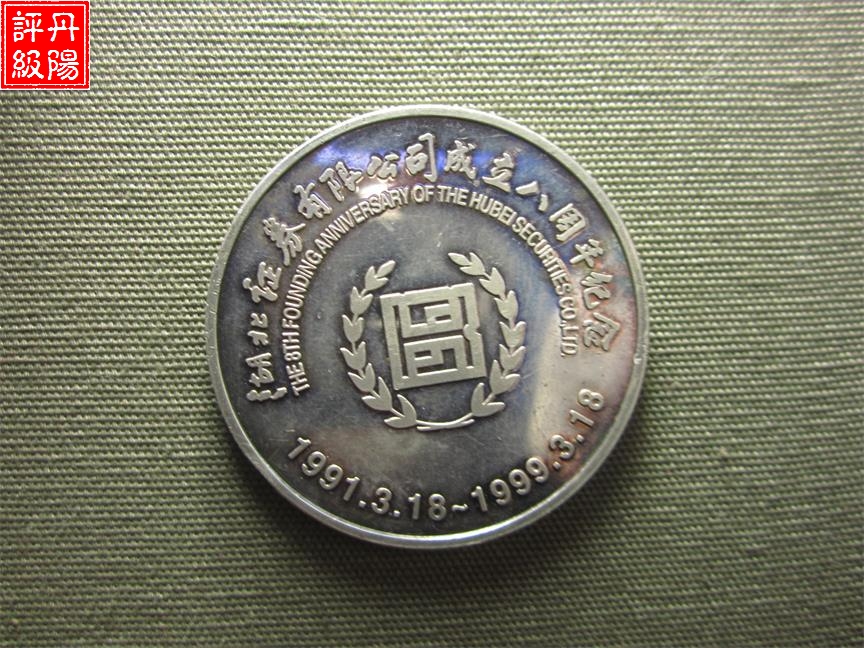 丹陽
評級
湖北证券有限公司成立八周年纪念
THE 8TH FOUNDING ANNIVERSARY OF THE HUBEI SECURITIES CO.,LTD
1991.3.18~1999.3.18